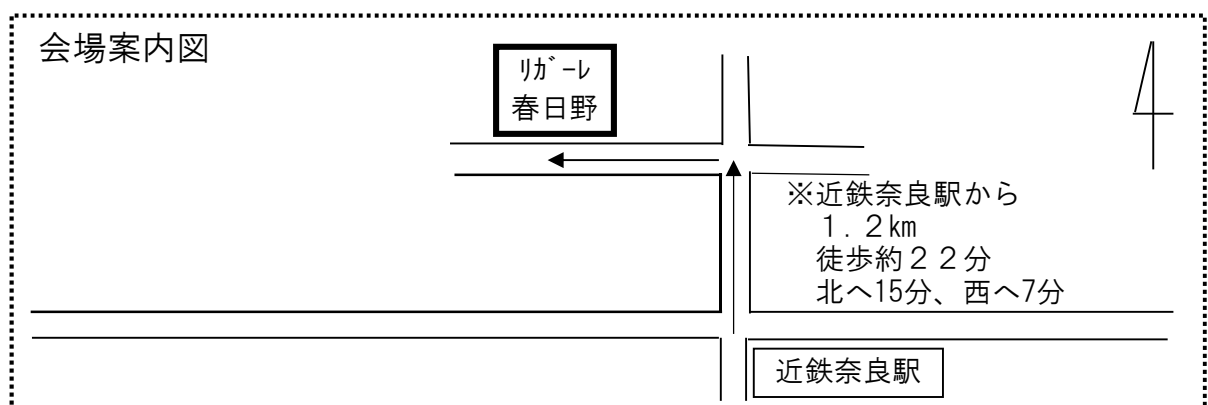 会場案内図
ﾘｶﾞｰﾚ
春日野
※近鉄奈良駅から
１．２㎞
徒歩約２２分
北へ15分、西へ7分
近鉄奈良駅